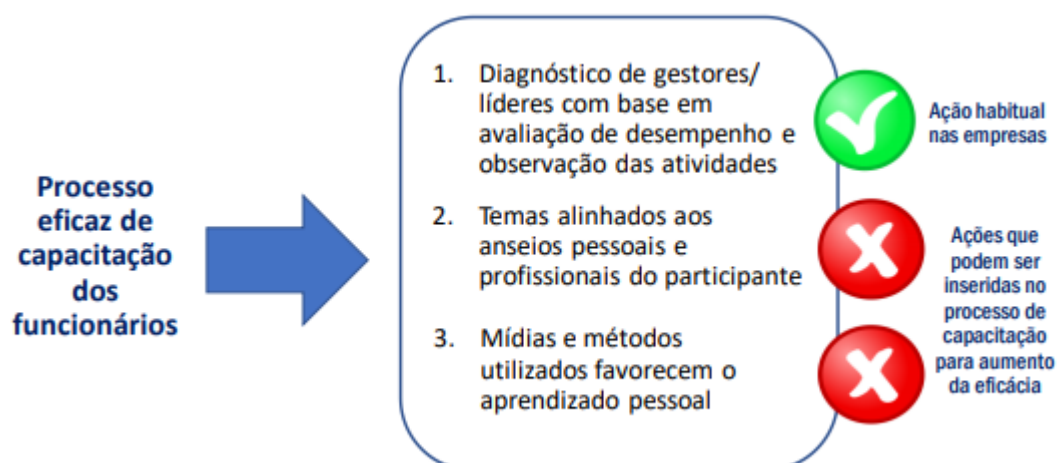 Processo
eficaz de
capacitação
dos
funcionários
1. Diagnóstico de gestores/
líderes com base em
avaliação de desempenho e
observação das atividades
2. Temas alinhados aos
anseios pessoais e
profissionais do participante
3. Mídias e métodos
utilizados favorecem o
aprendizado pessoal
Ação habitual
nas empresas
Ações que
podem ser
inseridas no
processo de
capacitação
para aumento
da eficácia